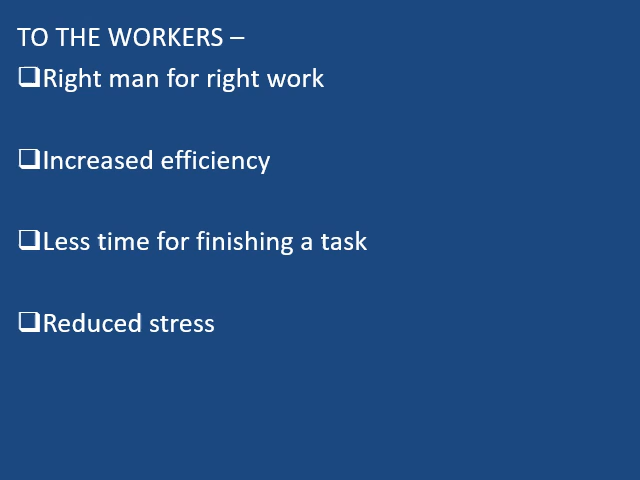 TO THE WORKERS –
❑Right man for right work
❑Increased efficiency
❑Less time for finishing a task
❑Reduced stress